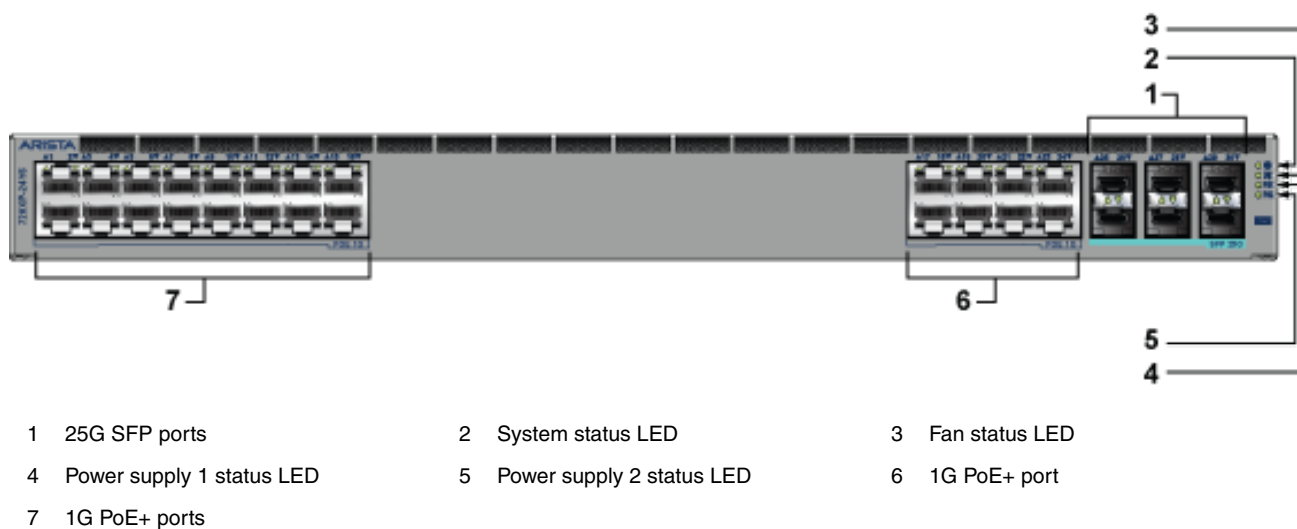 3
2
1
ARISTA
7
6
5
4
1 25G SFP ports 2 System status LED 3 Fan status LED
4 Power supply 1 status LED 5 Power supply 2 status LED 6 1G PoE+ port
7 1G PoE+ ports